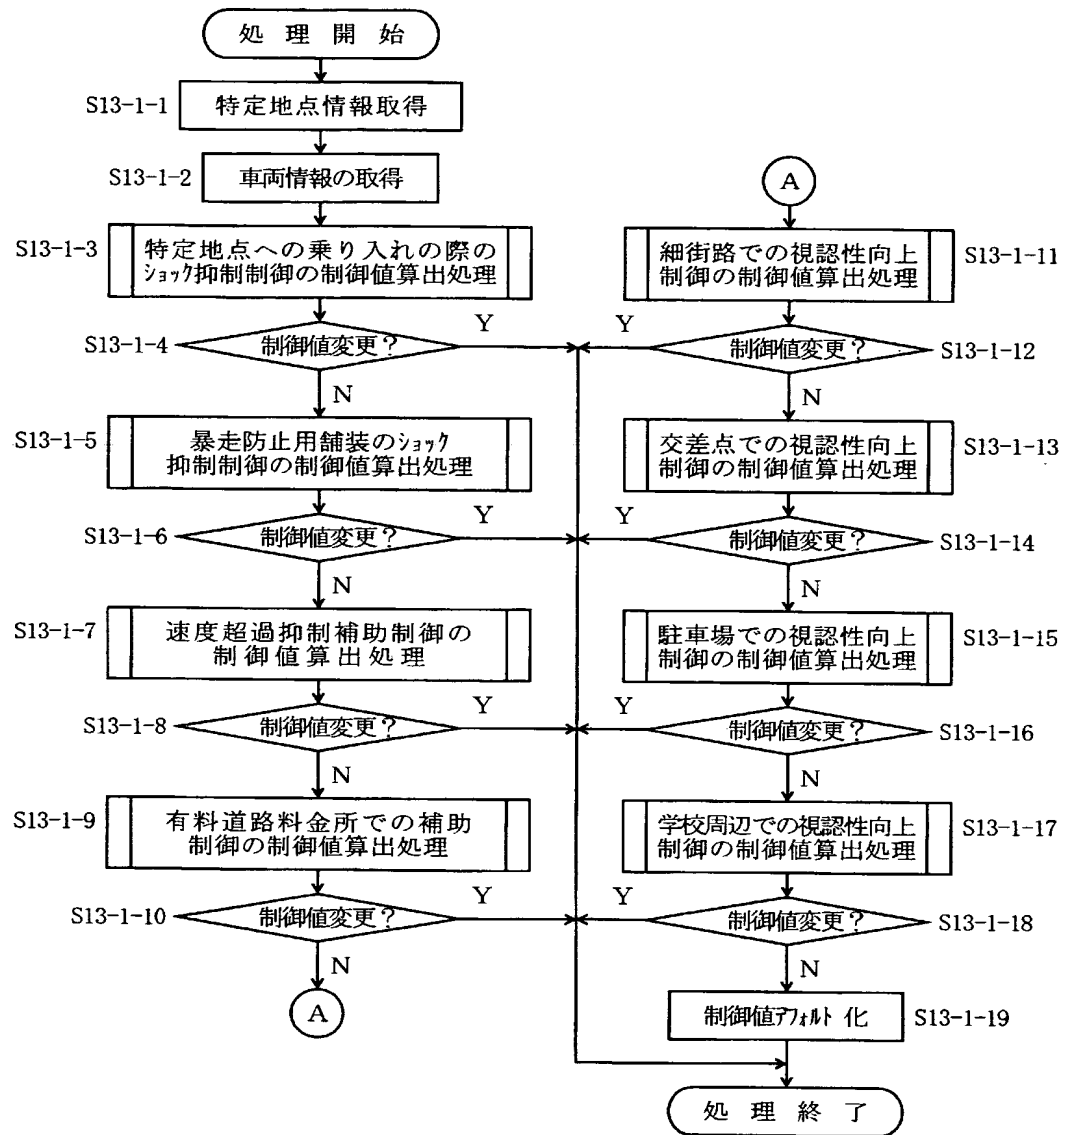 処理開始
S13-1-1
特定地点情報取得
S13-1-2
車両情報の取得
S13-1-3
特定地点への乗り入れの際の
ショック抑制制御の制御値算出処理
S13-1-4
制御値変更?
Y
N
S13-1-5
暴走防止用舗装のショック
抑制制御の制御値算出処理
S13-1-6
制御値変更?
Y
N
S13-1-7
速度超過抑制補助制御の
制御値算出処理
S13-1-8
制御値変更?
Y
N
S13-1-9
有料道路料金所での補助
制御の制御値算出処理
S13-1-10
制御値変更?
Y
N
A
A
細街路での視認性向上
制御の制御値算出処理
S13-1-11
Y
制御値変更?
S13-1-12
N
交差点での視認性向上
制御の制御値算出処理
S13-1-13
Y
制御値変更?
S13-1-14
N
駐車場での視認性向上
制御の制御値算出処理
S13-1-15
Y
制御値変更?
S13-1-16
N
学校周辺での視認性向上
制御の制御値算出処理
S13-1-17
Y
制御値変更?
S13-1-18
N
制御値デフォルト化
S13-1-19
処理終了